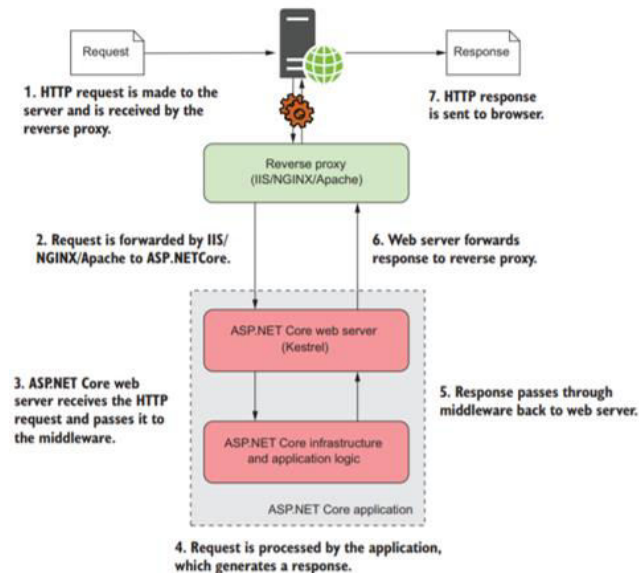 Request
Response
1. HTTP request is made to the
server and is received by the
reverse proxy.
7. HTTP response
is sent to browser.
Reverse proxy
(IIS/NGINX/Apache)
2. Request is forwarded by IIS/
NGINX/Apache to ASP.NETCore.
6. Web server forwards
response to reverse proxy.
ASP.NET Core web server
(Kestrel)
3. ASP.NET Core web
server receives the HTTP
request and passes it to
the middleware.
5. Response passes through
middleware back to web server.
ASP.NET Core infrastructure
and application logic
ASP.NET Core application
4. Request is processed by the application,
which generates a response.